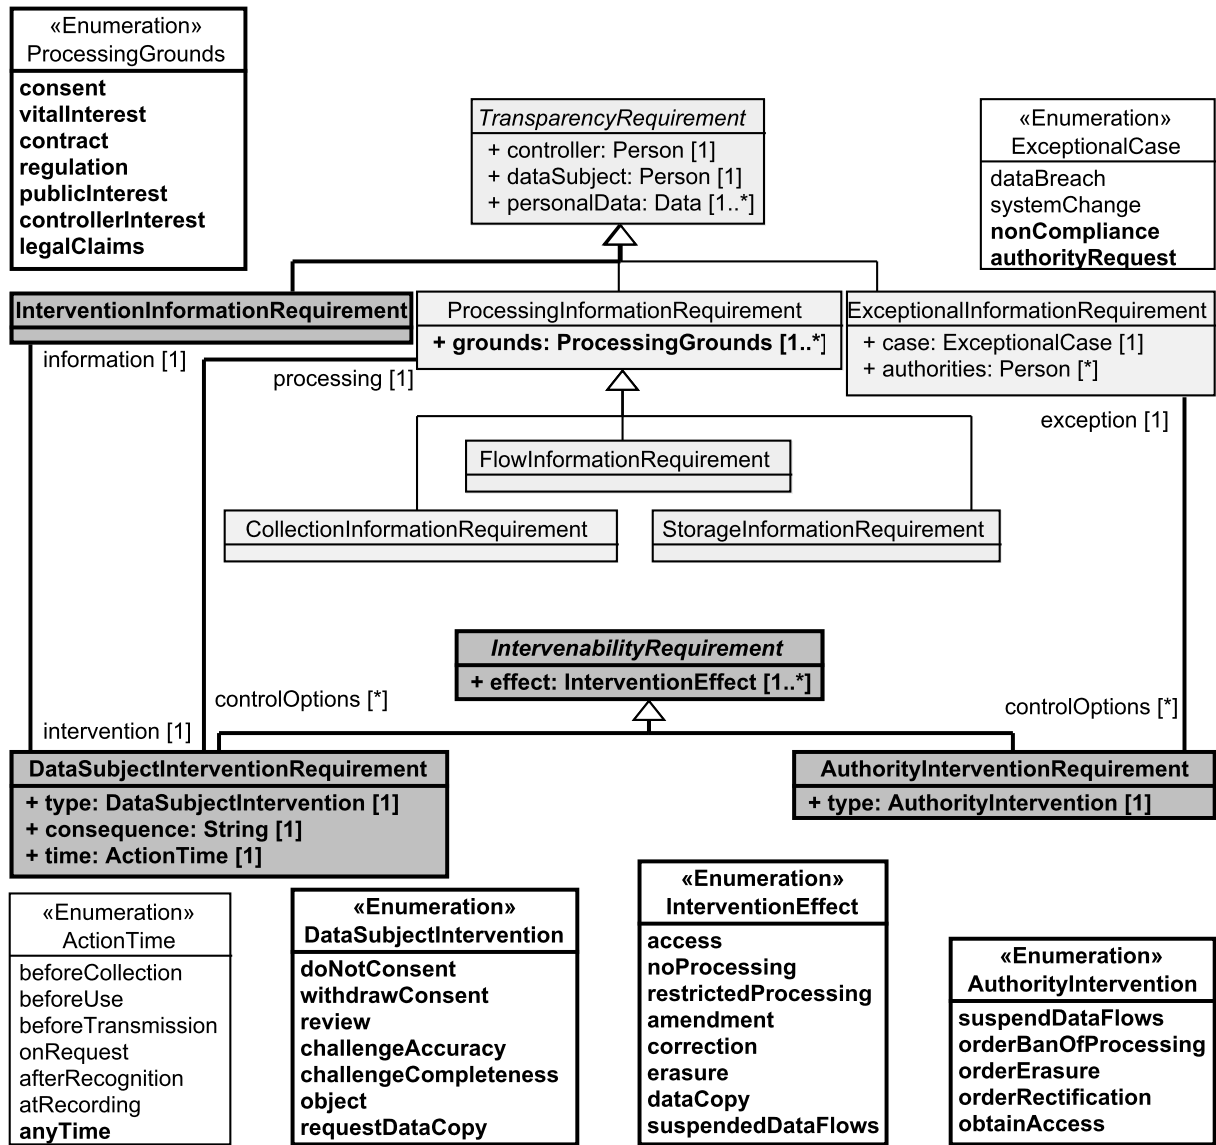 «Enumeration»
ProcessingGrounds
consent
vitalInterest
contract
regulation
publicInterest
controllerInterest
legalClaims
TransparencyRequirement
+ controller: Person [1]
+ dataSubject: Person [1]
+ personalData: Data [1..*]
«Enumeration»
ExceptionalCase
dataBreach
systemChange
nonCompliance
authorityRequest
InterventionInformationRequirement
ProcessingInformationRequirement
+ grounds: ProcessingGrounds [1..*]
ExceptionalInformationRequirement
+ case: ExceptionalCase [1]
+ authorities: Person [*]
information [1]
processing [1]
exception [1]
FlowInformationRequirement
CollectionInformationRequirement
StorageInformationRequirement
IntervenabilityRequirement
+ effect: InterventionEffect [1..*]
controlOptions [*]
controlOptions [*]
intervention [1]
DataSubjectInterventionRequirement
+ type: DataSubjectIntervention [1]
+ consequence: String [1]
+ time: ActionTime [1]
AuthorityInterventionRequirement
+ type: AuthorityIntervention [1]
«Enumeration»
ActionTime
beforeCollection
beforeUse
beforeTransmission
onRequest
afterRecognition
atRecording
anyTime
«Enumeration»
DataSubjectIntervention
doNotConsent
withdrawConsent
review
challengeAccuracy
challengeCompleteness
object
requestDataCopy
«Enumeration»
InterventionEffect
access
noProcessing
restrictedProcessing
amendment
correction
erasure
dataCopy
suspendedDataFlows
«Enumeration»
AuthorityIntervention
suspendDataFlows
orderBanOfProcessing
orderErasure
orderRectification
obtainAccess